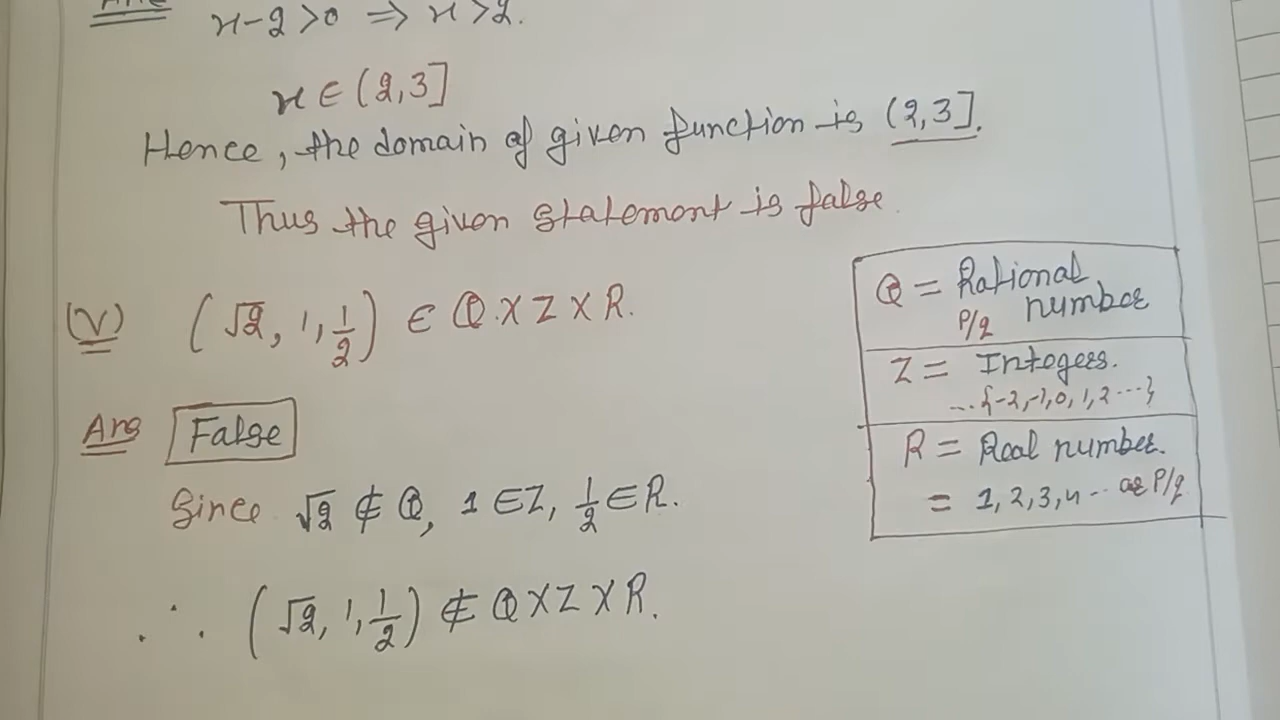 x-2>0 ⇒ x>2.
x ∈ (2,3]
Hence, the domain of given function is (2,3].
Thus the given statement is false.
(V) (√2, 1, 1/2) ∈ Q×Z×R.
Ans False
Since √2 ∉ Q, 1 ∈ Z, 1/2 ∈ R.
∴ (√2, 1, 1/2) ∉ Q×Z×R.
Q = Rational
P/q number
Z = Integers.
...{-2,-1,0,1,2...}
R = Real number.
= 1,2,3,4.. or P/q